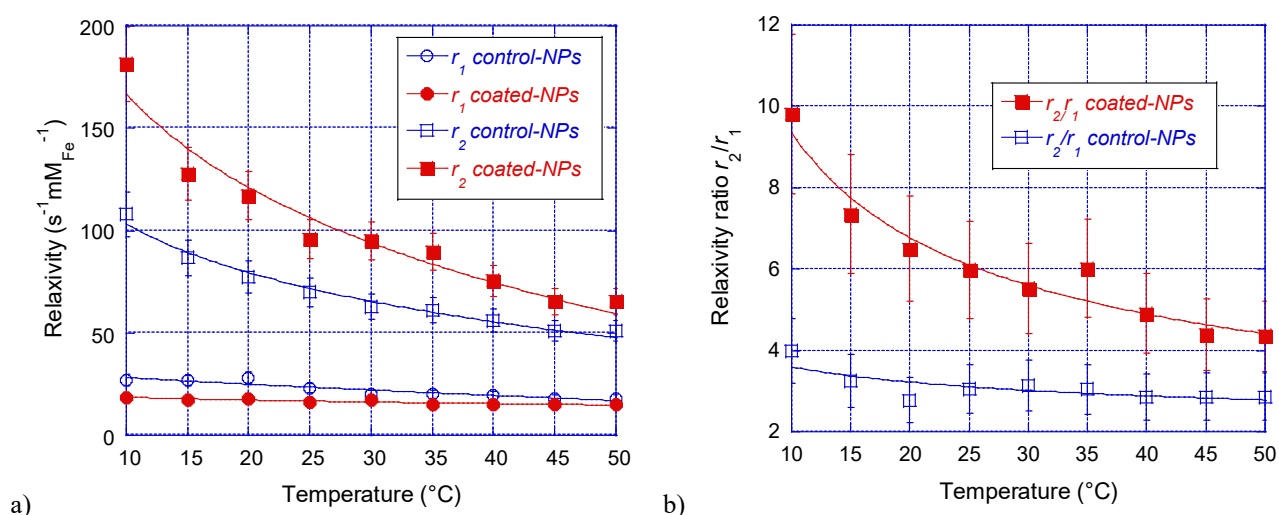 200
150
100
50
0
Relaxivity (s⁻¹mM_Fe⁻¹)
r₁ control-NPs
r₁ coated-NPs
r₂ control-NPs
r₂ coated-NPs
10 15 20 25 30 35 40 45 50
Temperature (°C)
a)
12
10
8
6
4
2
Relaxivity ratio r₂/r₁
r₂/r₁ coated-NPs
r₂/r₁ control-NPs
10 15 20 25 30 35 40 45 50
Temperature (°C)
b)